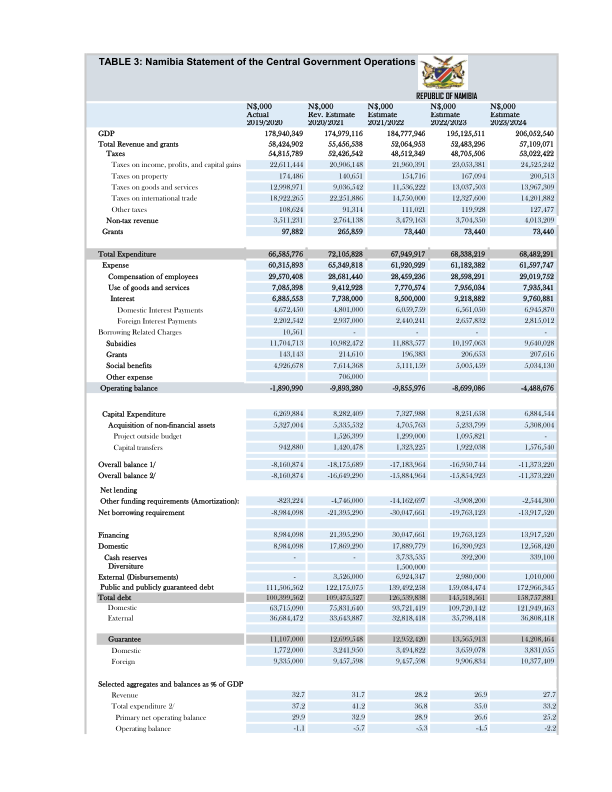 TABLE 3: Namibia Statement of the Central Government Operations
REPUBLIC OF NAMIBIA
N$,000 N$,000 N$,000 N$,000 N$,000
Actual Rev. Estimate Estimate Estimate Estimate
2019/2020 2020/2021 2021/2022 2022/2023 2023/2024
GDP 178,940,349 174,979,116 184,777,946 195,125,511 206,052,540
Total Revenue and grants 58,424,902 55,456,538 52,064,953 52,483,296 57,109,071
Taxes 54,815,789 52,426,542 48,512,349 48,705,506 53,022,422
Taxes on income, profits, and capital gains 22,611,444 20,906,148 21,960,391 23,053,381 24,525,242
Taxes on property 174,486 140,651 154,716 167,094 200,513
Taxes on goods and services 12,998,971 9,036,542 11,536,222 13,037,503 13,967,309
Taxes on international trade 18,922,265 22,251,886 14,750,000 12,327,600 14,201,882
Other taxes 108,624 91,314 111,021 119,928 127,477
Non-tax revenue 3,511,231 2,764,138 3,479,163 3,704,350 4,013,209
Grants 97,882 265,859 73,440 73,440 73,440
Total Expenditure 66,585,776 72,105,828 67,949,917 68,338,219 68,482,291
Expense 60,315,893 65,349,818 61,920,929 61,182,382 61,597,747
Compensation of employees 29,570,408 28,681,440 28,459,236 28,598,291 29,019,752
Use of goods and services 7,085,398 9,412,928 7,770,574 7,956,034 7,935,341
Interest 6,885,553 7,738,000 8,500,000 9,218,882 9,760,881
Domestic Interest Payments 4,672,450 4,801,000 6,059,759 6,561,050 6,945,870
Foreign Interest Payments 2,202,542 2,937,000 2,440,241 2,657,832 2,815,012
Borrowing Related Charges 10,561 - - - -
Subsidies 11,704,713 10,982,472 11,883,577 10,197,063 9,640,028
Grants 143,143 214,610 196,383 206,653 207,616
Social benefits 4,926,678 7,614,368 5,111,159 5,005,459 5,034,130
Other expense 706,000
Operating balance -1,890,990 -9,893,280 -9,855,976 -8,699,086 -4,488,676
Capital Expenditure 6,269,884 8,282,409 7,327,988 8,251,658 6,884,544
Acquisition of non-financial assets 5,327,004 5,335,532 4,705,763 5,233,799 5,308,004
Project outside budget 1,526,399 1,299,000 1,095,821 -
Capital transfers 942,880 1,420,478 1,323,225 1,922,038 1,576,540
Overall balance 1/ -8,160,874 -18,175,689 -17,183,964 -16,950,744 -11,373,220
Overall balance 2/ -8,160,874 -16,649,290 -15,884,964 -15,854,923 -11,373,220
Net lending
Other funding requirements (Amortization): -823,224 -4,746,000 -14,162,697 -3,908,200 -2,544,300
Net borrowing requirement -8,984,098 -21,395,290 -30,047,661 -19,763,123 -13,917,520
Financing 8,984,098 21,395,290 30,047,661 19,763,123 13,917,520
Domestic 8,984,098 17,869,290 17,889,779 16,390,923 12,568,420
Cash reserves - - 3,733,535 392,200 339,100
Diversiture 1,500,000
External (Disbursements) - 3,526,000 6,924,347 2,980,000 1,010,000
Public and publicly guaranteed debt 111,506,562 122,175,075 139,492,258 159,084,474 172,966,345
Total debt 100,399,562 109,475,527 126,539,838 145,518,561 158,757,881
Domestic 63,715,090 75,831,640 93,721,419 109,720,142 121,949,463
External 36,684,472 33,643,887 32,818,418 35,798,418 36,808,418
Guarantee 11,107,000 12,699,548 12,952,420 13,565,913 14,208,464
Domestic 1,772,000 3,241,950 3,494,822 3,659,078 3,831,055
Foreign 9,335,000 9,457,598 9,457,598 9,906,834 10,377,409
Selected aggregates and balances as % of GDP
Revenue 32.7 31.7 28.2 26.9 27.7
Total expenditure 2/ 37.2 41.2 36.8 35.0 33.2
Primary net operating balance 29.9 32.9 28.9 26.6 25.2
Operating balance -1.1 -5.7 -5.3 -4.5 -2.2